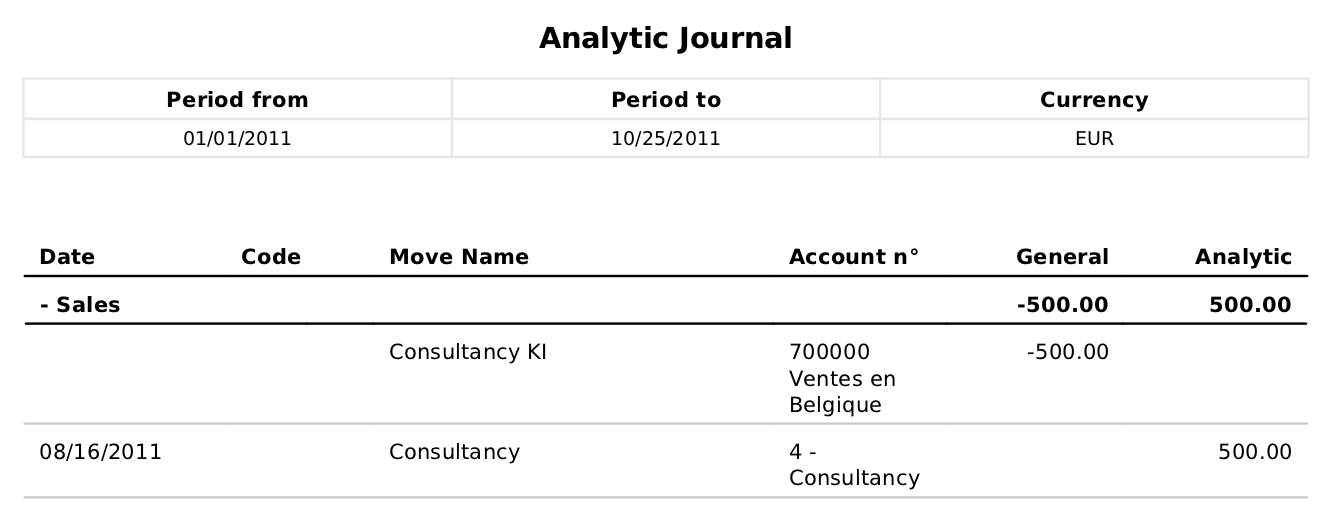 Analytic Journal
Period from Period to Currency
01/01/2011 10/25/2011 EUR
Date Code Move Name Account n° General Analytic
- Sales -500.00 500.00
Consultancy KI 700000 -500.00
Ventes en
Belgique
08/16/2011 Consultancy 4 - 500.00
Consultancy